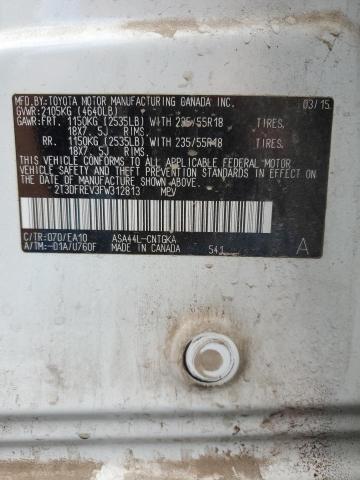 MFD.BY:TOYOTA MOTOR MANUFACTURING CANADA INC. 03/15
GVWR:2105KG (4640LB)
GAWR:FRT. 1150KG (2535LB) WITH 235/55R18 TIRES.
18X7.5J RIMS.
RR. 1150KG (2535LB) WITH 235/55R18 TIRES.
18X7.5J RIMS.
THIS VEHICLE CONFORMS TO ALL APPLICABLE FEDERAL MOTOR
VEHICLE SAFETY AND THEFT PREVENTION STANDARDS IN EFFECT
ON THE DATE OF MANUFACTURE SHOWN ABOVE.
2T3DFREV3FW312813 MPV
C/TR:070/EA10 ASA44L-CNTGKA
A/TM:-01A/U760F MADE IN CANADA 541 A